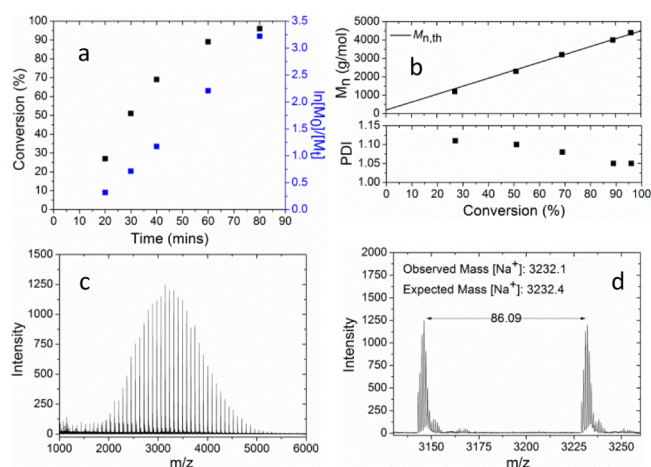 a
Conversion (%)
100
90
80
70
60
50
40
30
20
10
0
3.5
3.0
2.5
2.0
1.5
1.0
0.5
0.0
ln[M₀]/[Mₜ]
0 10 20 30 40 50 60 70 80 90
Time (mins)
b
Mn,th
Mn (g/mol)
5000
4000
3000
2000
1000
0
PDI
1.15
1.10
1.05
1.00
0 10 20 30 40 50 60 70 80 90 100
Conversion (%)
c
Intensity
1500
1250
1000
750
500
250
0
1000 2000 3000 4000 5000 6000
m/z
d
Observed Mass [Na⁺]: 3232.1
Expected Mass [Na⁺]: 3232.4
86.09
Intensity
2000
1750
1500
1250
1000
750
500
250
0
3150 3175 3200 3225 3250
m/z